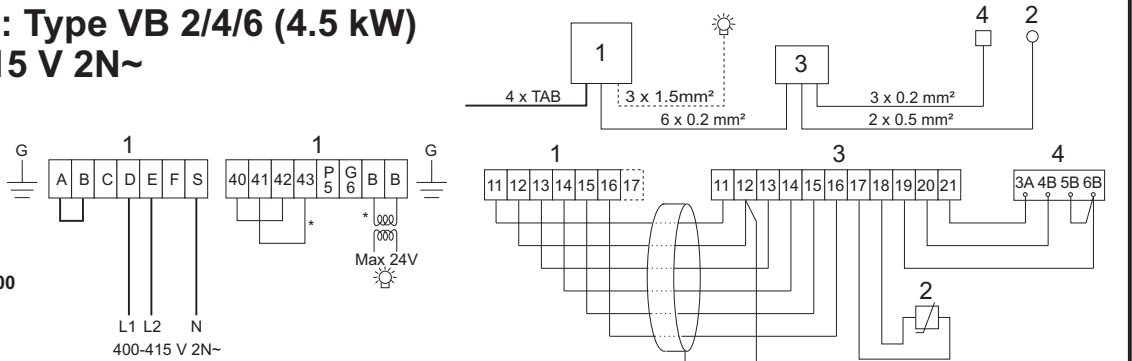 : Type VB 2/4/6 (4.5 kW)
15 V 2N~
4 2
1
3
4 x TAB 3 x 1.5mm² 3 x 0.2 mm²
6 x 0.2 mm² 2 x 0.5 mm²
G 1 1 G 1 3 4
A B C D E F S
40 41 42 43 P5 G6 B B
11 12 13 14 15 16 17
11 12 13 14 15 16 17 18 19 20 21
3A 4B 5B 6B
* *
Max 24V
00
2
L1 L2 N
400-415 V 2N~